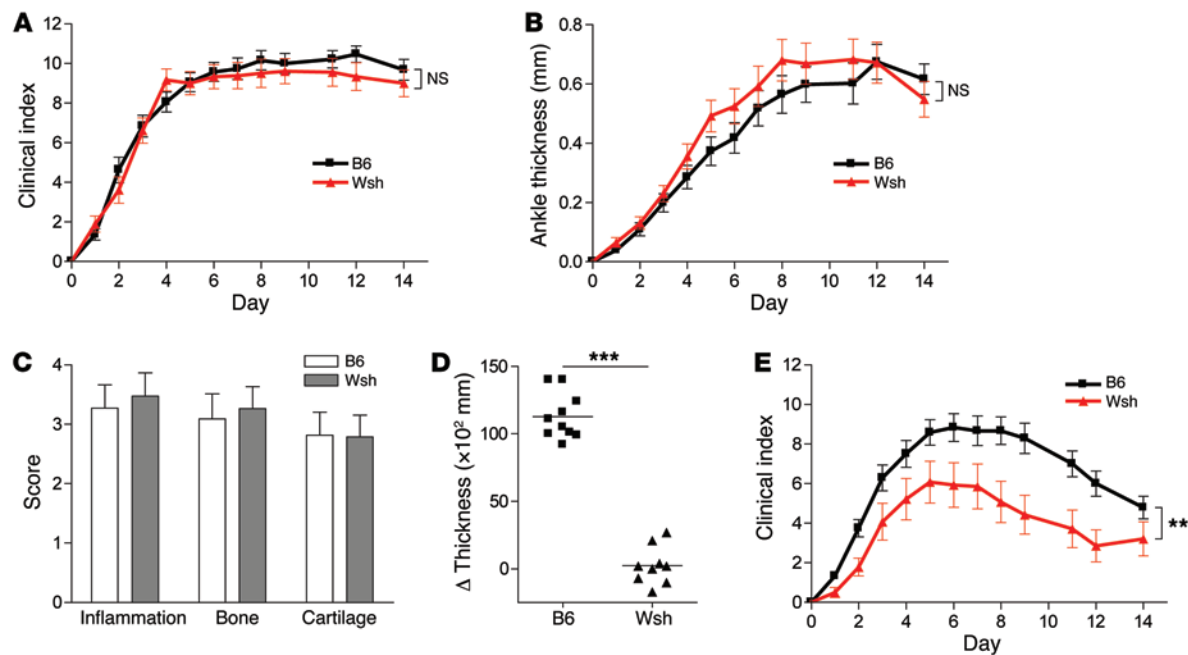 A
12
10
8
6
4
2
0
Clinical index
NS
B6
Wsh
0 2 4 6 8 10 12 14
Day
B
0.8
0.6
0.4
0.2
0.0
Ankle thickness (mm)
NS
B6
Wsh
0 2 4 6 8 10 12 14
Day
C
4
3
2
1
0
Score
B6
Wsh
Inflammation Bone Cartilage
D
***
150
100
50
0
Δ Thickness (×10² mm)
B6 Wsh
E
12
10
8
6
4
2
0
Clinical index
B6
Wsh
**
0 2 4 6 8 10 12 14
Day